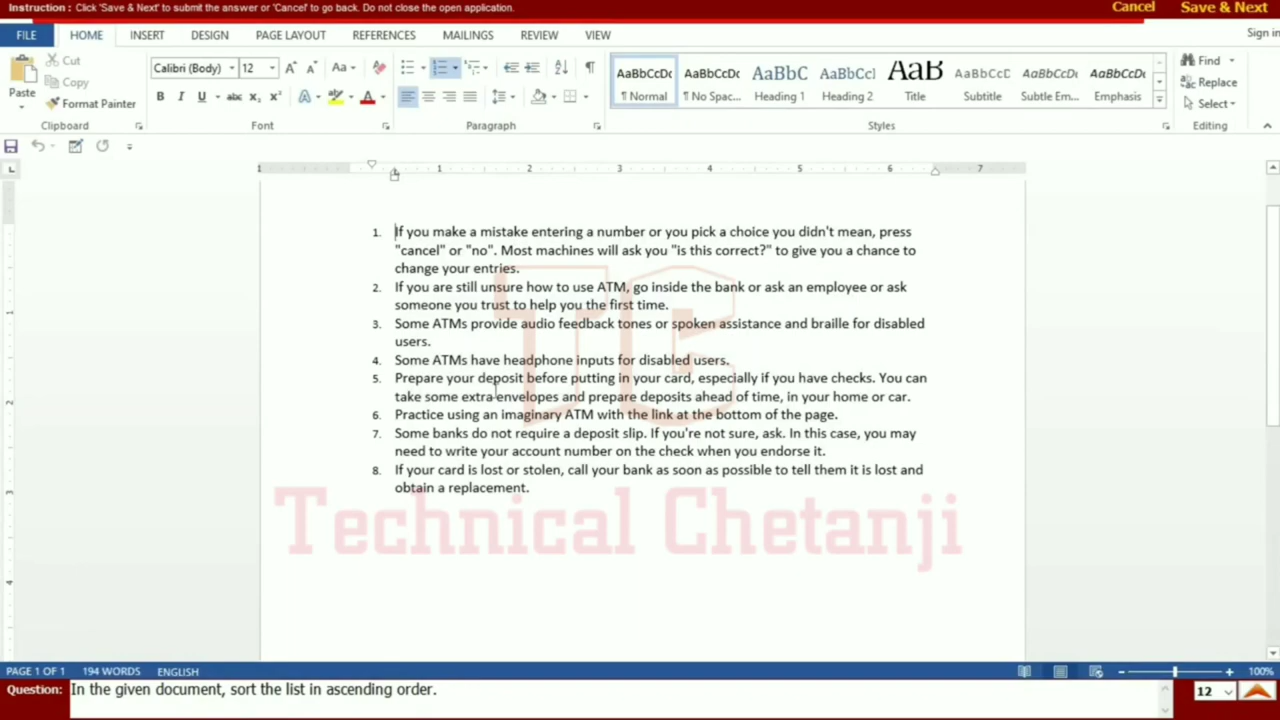 Instruction : Click 'Save & Next' to submit the answer or 'Cancel' to go back. Do not close the open application.
Cancel Save & Next
FILE HOME INSERT DESIGN PAGE LAYOUT REFERENCES MAILINGS REVIEW VIEW Sign in
Cut
Copy
Paste
Format Painter
Clipboard
Calibri (Body) 12
Font
Paragraph
AaBbCcDc AaBbCcDc AaBbC AaBbCcI AaB AaBbCcD AaBbCcDc AaBbCcDc
¶ Normal ¶ No Spac... Heading 1 Heading 2 Title Subtitle Subtle Em... Emphasis
Styles
Find
Replace
Select
Editing
1 1 2 3 4 5 6 7
1. If you make a mistake entering a number or you pick a choice you didn't mean, press
"cancel" or "no". Most machines will ask you "is this correct?" to give you a chance to
change your entries.
2. If you are still unsure how to use ATM, go inside the bank or ask an employee or ask
someone you trust to help you the first time.
3. Some ATMs provide audio feedback tones or spoken assistance and braille for disabled
users.
4. Some ATMs have headphone inputs for disabled users.
5. Prepare your deposit before putting in your card, especially if you have checks. You can
take some extra envelopes and prepare deposits ahead of time, in your home or car.
6. Practice using an imaginary ATM with the link at the bottom of the page.
7. Some banks do not require a deposit slip. If you're not sure, ask. In this case, you may
need to write your account number on the check when you endorse it.
8. If your card is lost or stolen, call your bank as soon as possible to tell them it is lost and
obtain a replacement.
TG
Technical Chetanji
1
2
3
4
PAGE 1 OF 1 194 WORDS ENGLISH 100%
Question: In the given document, sort the list in ascending order. 12